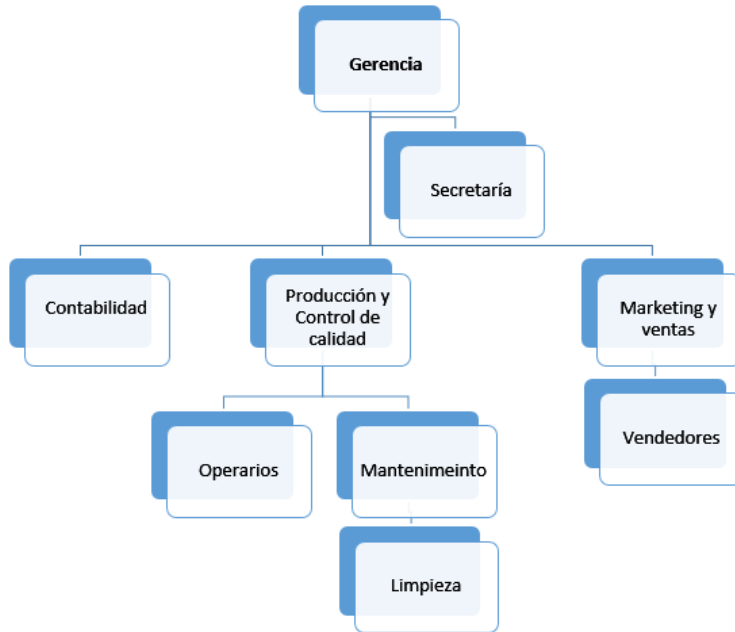 Gerencia
Secretaría
Contabilidad
Producción y
Control de
calidad
Marketing y
ventas
Operarios
Mantenimeinto
Vendedores
Limpieza